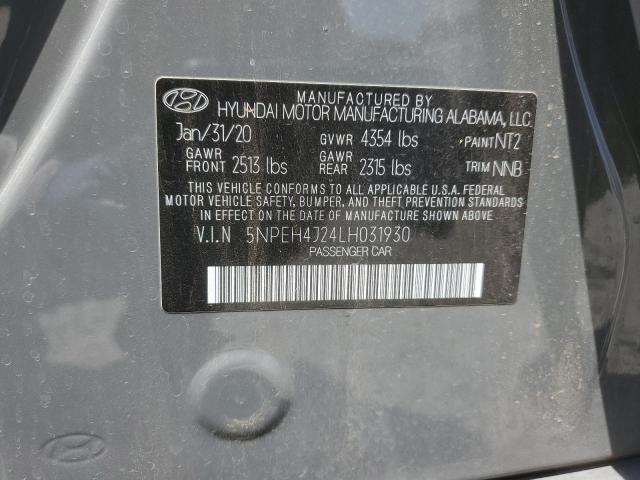 MANUFACTURED BY
HYUNDAI MOTOR MANUFACTURING ALABAMA, LLC.
Jan/31/20 GVWR 4354 lbs PAINT NT2
GAWR FRONT 2513 lbs GAWR REAR 2315 lbs TRIM NNB
THIS VEHICLE CONFORMS TO ALL APPLICABLE U.S.A. FEDERAL
MOTOR VEHICLE SAFETY, BUMPER, AND THEFT PREVENTION
STANDARDS IN EFFECT ON THE DATE OF MANUFACTURE SHOWN ABOVE.
V.I.N 5NPEH4J24LH031930
PASSENGER CAR